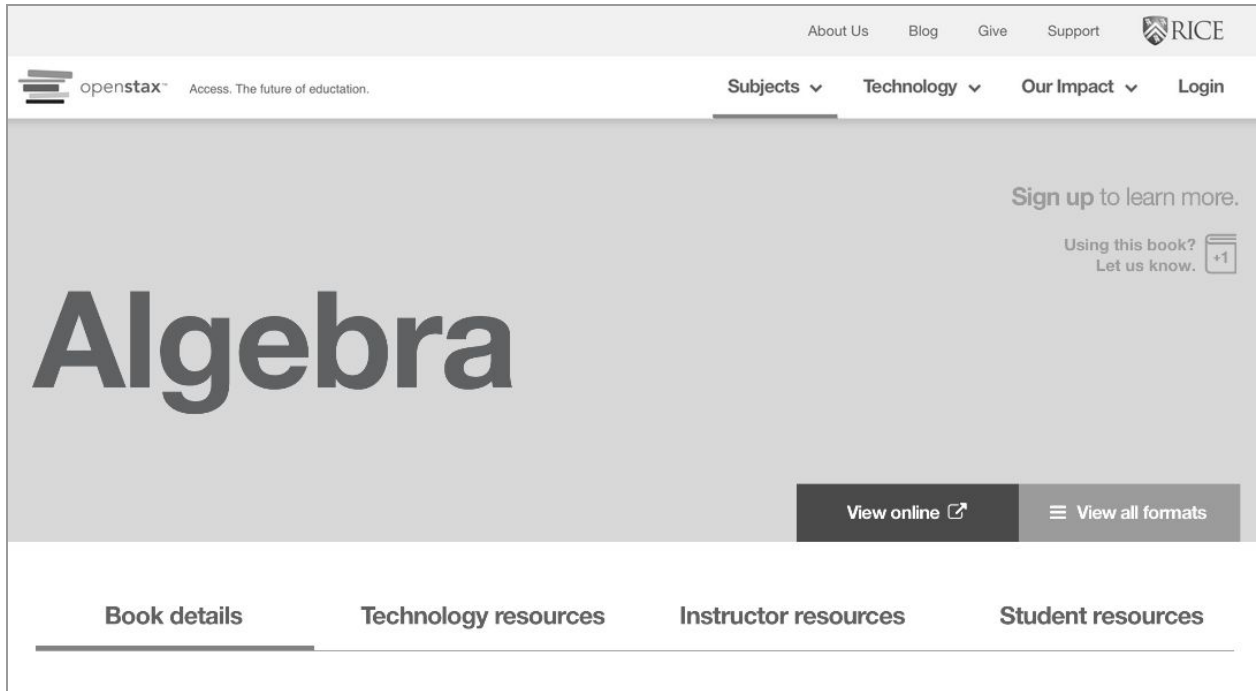 About Us Blog Give Support RICE
openstax™ Access. The future of eductation. Subjects Technology Our Impact Login
Sign up to learn more.
Using this book?
Let us know. +1
Algebra
View online View all formats
Book details Technology resources Instructor resources Student resources